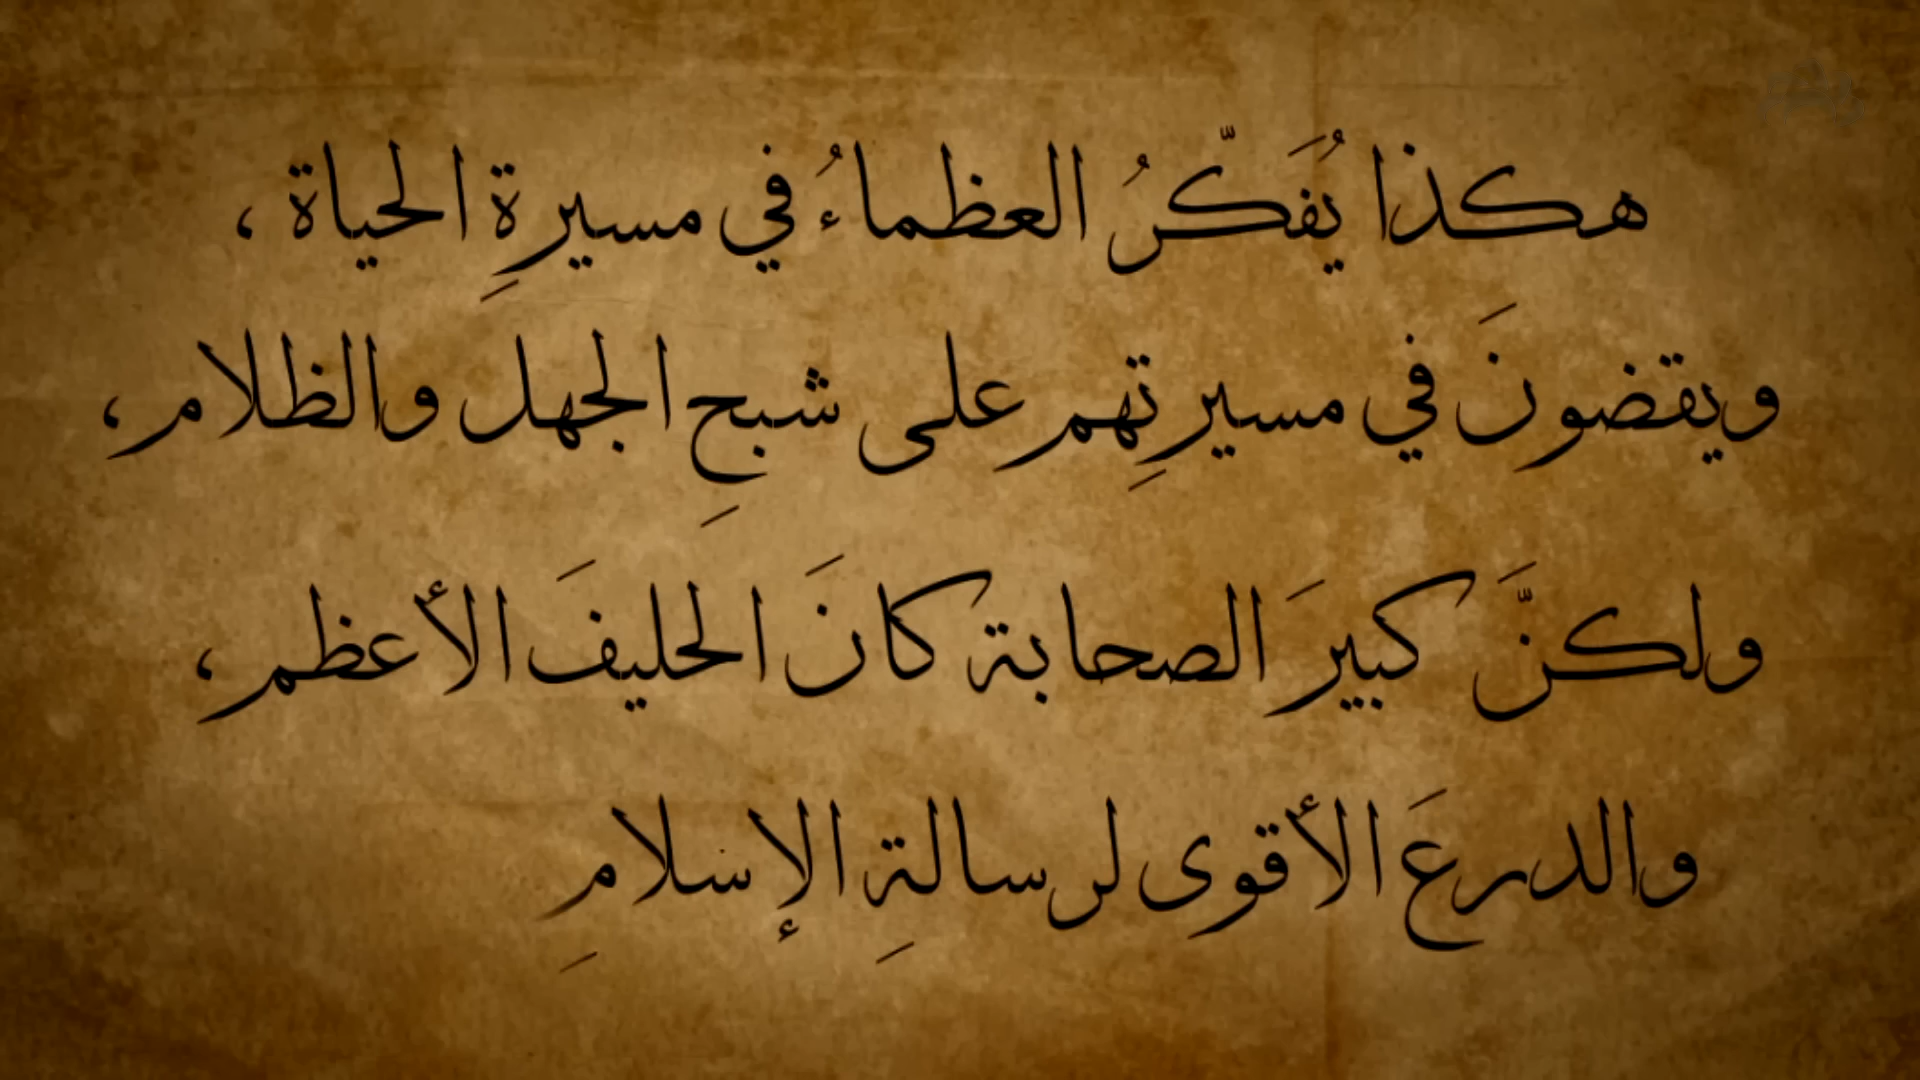 هكذا يُفَكّرُ العظماءُ في مسيرةِ الحياة ،
ويقضونَ في مسيرتِهم على شبحِ الجهل والظلام،
ولكنَّ كبيرَ الصحابة كانَ الحليفَ الأعظم،
والدرعَ الأقوى لرسالةِ الإسلامِ